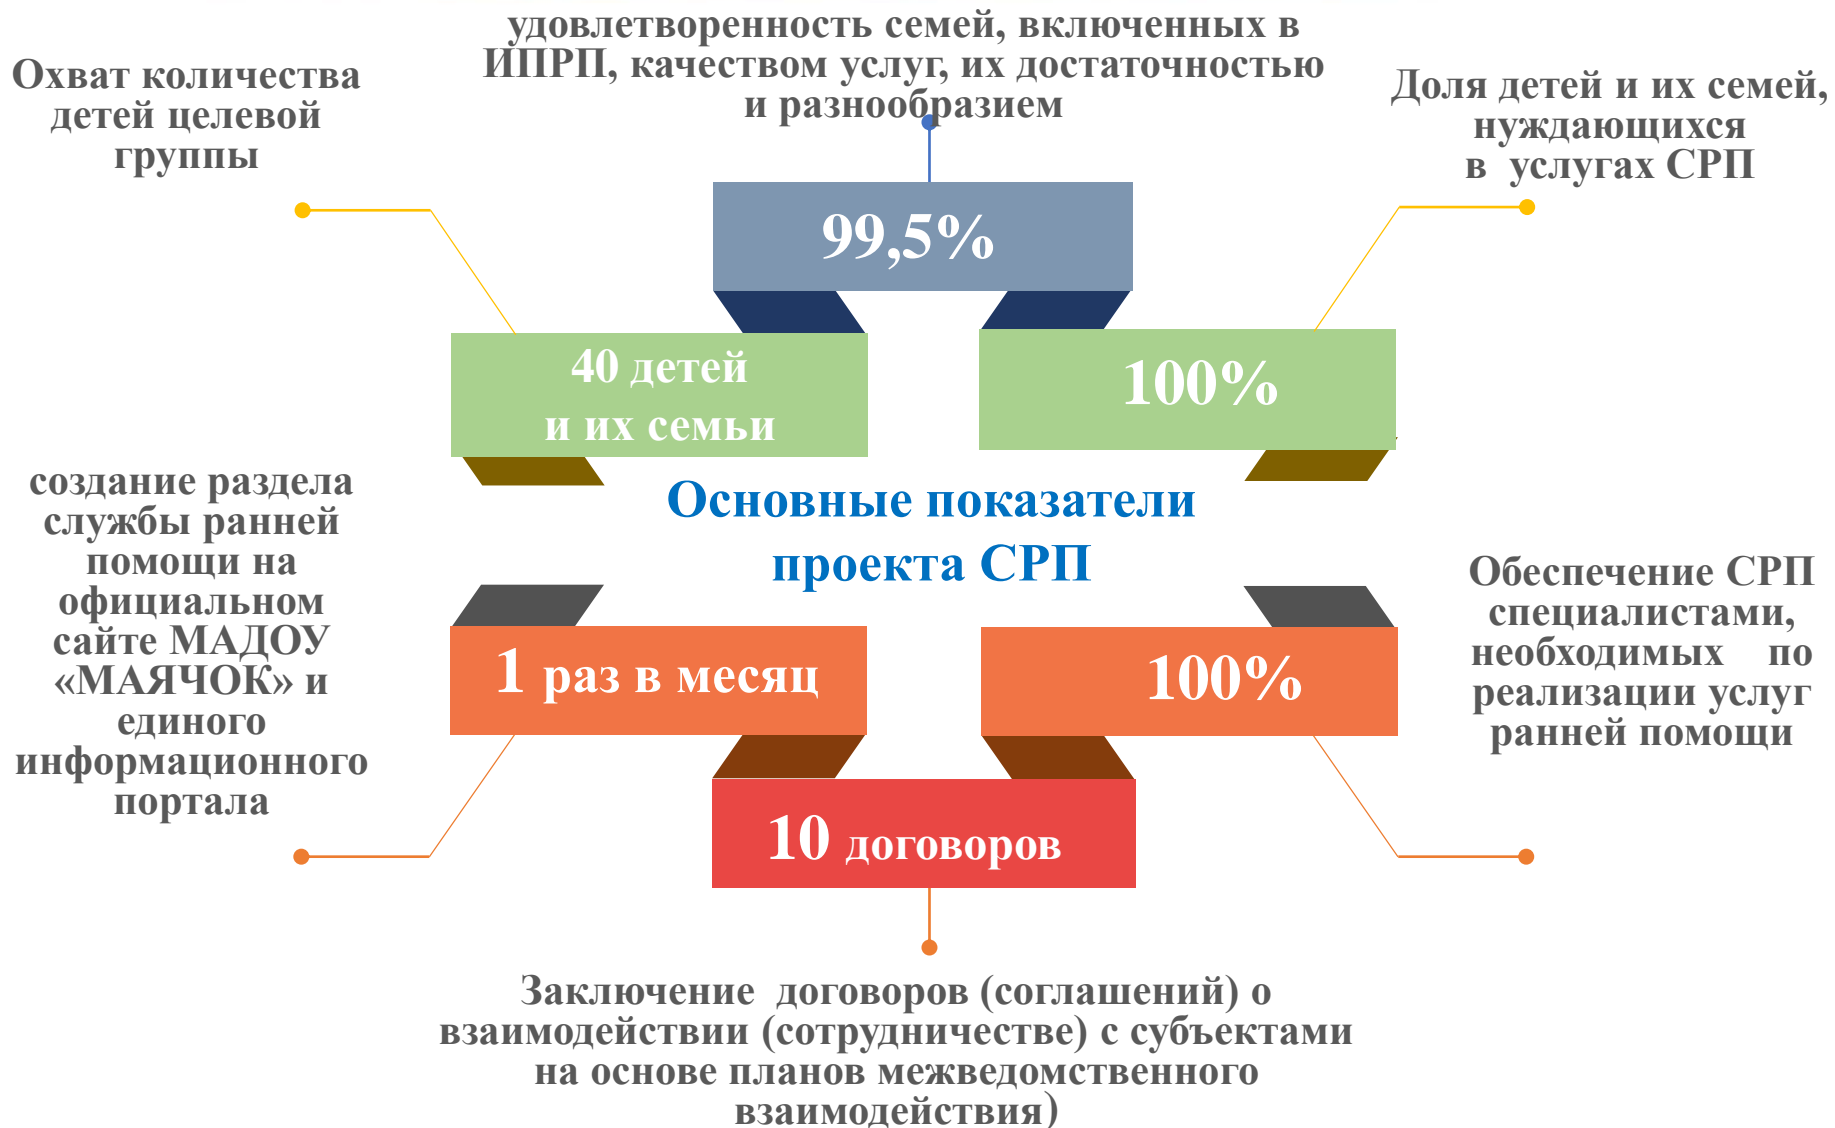 удовлетворенность семей, включенных в
ИПРП, качеством услуг, их достаточностью
и разнообразием
Охват количества
детей целевой
группы
Доля детей и их семей,
нуждающихся
в услугах СРП
99,5%
40 детей
и их семьи
100%
Основные показатели
проекта СРП
создание раздела
службы ранней
помощи на
официальном
сайте МАДОУ
«МАЯЧОК» и
единого
информационного
портала
1 раз в месяц
100%
Обеспечение СРП
специалистами,
необходимых по
реализации услуг
ранней помощи
10 договоров
Заключение договоров (соглашений) о
взаимодействии (сотрудничестве) с субъектами
на основе планов межведомственного
взаимодействия)